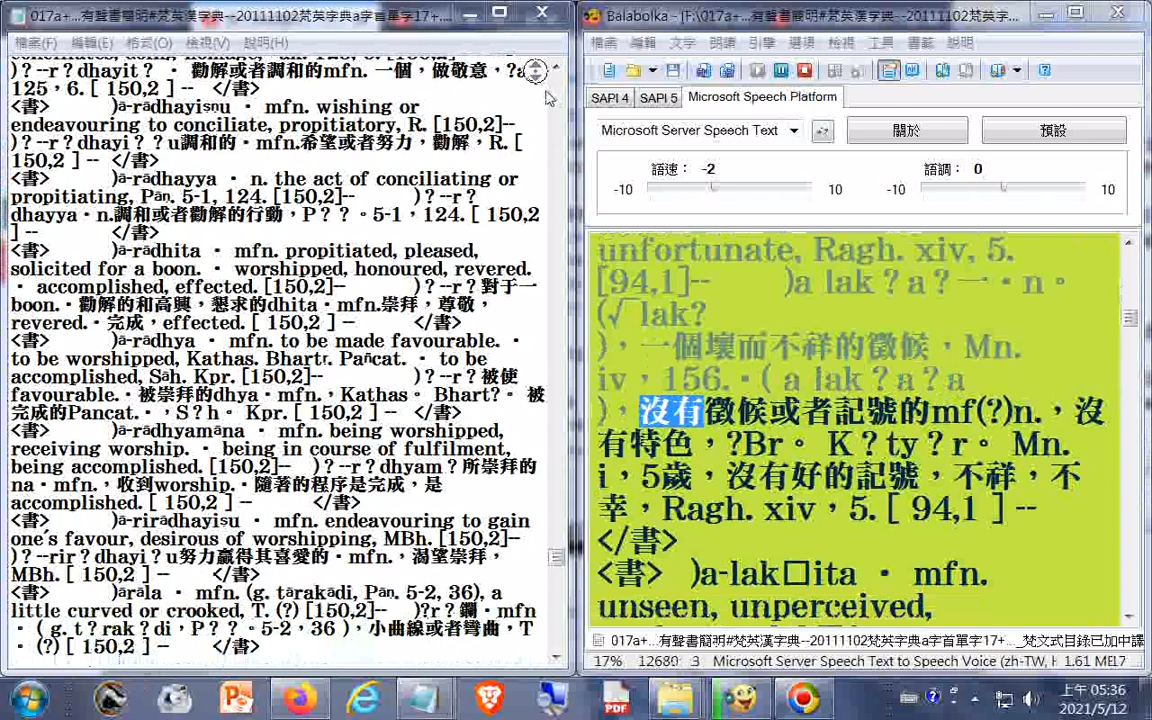 017a+...有聲書簡明#梵英漢字典--20111102梵英字典a字首單字17+...
檔案(F) 編輯(E) 格式(O) 檢視(V) 說明(H)
)? --r ? dhayit ? ‧ 勸解或者調和的mfn. 一個，做敬意，?a
125，6. [ 150,2] -- </書>
<書> )ā-rādhayiṣṇu ‧ mfn. wishing or
endeavouring to conciliate, propitiatory, R. [150,2]--
)? --r ? dhayi ? ? u調和的‧mfn.希望或者努力，勸解，R. [
150,2 ] -- </書>
<書> )ā-rādhayya ‧ n. the act of conciliating or
propitiating, Pāṇ. 5-1, 124. [150,2]-- )? --r ?
dhayya‧n.調和或者勸解的行動，P ? ? 。5-1，124. [ 150,2
] -- </書>
<書> )ā-rādhita ‧ mfn. propitiated, pleased,
solicited for a boon. ‧ worshipped, honoured, revered.
‧ accomplished, effected. [150,2]-- )? --r ? 對于一
boon.‧勸解的和高興，懇求的dhita‧mfn.崇拜，尊敬，
revered.‧完成，effected. [ 150,2 ] -- </書>
<書> )ā-rādhya ‧ mfn. to be made favourable. ‧
to be worshipped, Kathas. Bhartṛ. Pañcat. ‧ to be
accomplished, Sāh. Kpr. [150,2]-- )? --r ? 被使
favourable.‧被崇拜的dhya‧mfn.，Kathas。Bhart?。被
完成的Pancat.‧，S ? h。Kpr. [ 150,2 ] -- </書>
<書> )ā-rādhyamāna ‧ mfn. being worshipped,
receiving worship. ‧ being in course of fulfilment,
being accomplished. [150,2]-- )? --r ? dhyam ? 所崇拜的
na‧mfn.，收到worship.‧隨著的程序是完成，是
accomplished. [ 150,2 ] -- </書>
<書> )ā-rirādhayiṣu ‧ mfn. endeavouring to gain
one's favour, desirous of worshipping, MBh. [150,2]--
)? --rir ? dhayi ? u努力贏得其喜愛的‧mfn.，渴望崇拜，
MBh. [ 150,2 ] -- </書>
<書> )ārāla ‧ mfn. (g. tārakādi, Pāṇ. 5-2, 36), a
little curved or crooked, T. (?) [150,2]-- )?r ? 鑭‧mfn
‧( g. t ? rak ? di，P ? ? 。5-2，36 )，小曲線或者彎曲，T
‧ (?) [ 150,2 ] -- </書>
Balabolka - [F:\017a+...有聲書簡明#梵英漢字典--20111102梵英字...
檔案 編輯 文字 朗讀 引擎 選項 檢視 工具 書籤 說明
SAPI 4 SAPI 5 Microsoft Speech Platform
Microsoft Server Speech Text 關於 預設
語速： -2 語調： 0
-10 10 -10 10
unfortunate, Ragh. xiv, 5.
[94,1]-- )a lak ? a ? 一‧n。
(√ lak?
)，一個壞而不祥的徵候，Mn.
iv，156.‧( a lak ? a ? a
)，沒有徵候或者記號的mf(?)n.，沒
有特色，?Br。 K ? ty ? r。 Mn.
i，5歲，沒有好的記號，不祥，不
幸，Ragh. xiv，5. [ 94,1 ] --
</書>
<書> )a-lak□ita ‧ mfn.
unseen, unperceived,
017a+...有聲書簡明#梵英漢字典--20111102梵英字典a字首單字17+..._梵文式目錄已加中譯
17% 12680: 3 Microsoft Server Speech Text to Speech Voice (zh-TW, H 1.61 MB
上午 05:36
2021/5/12